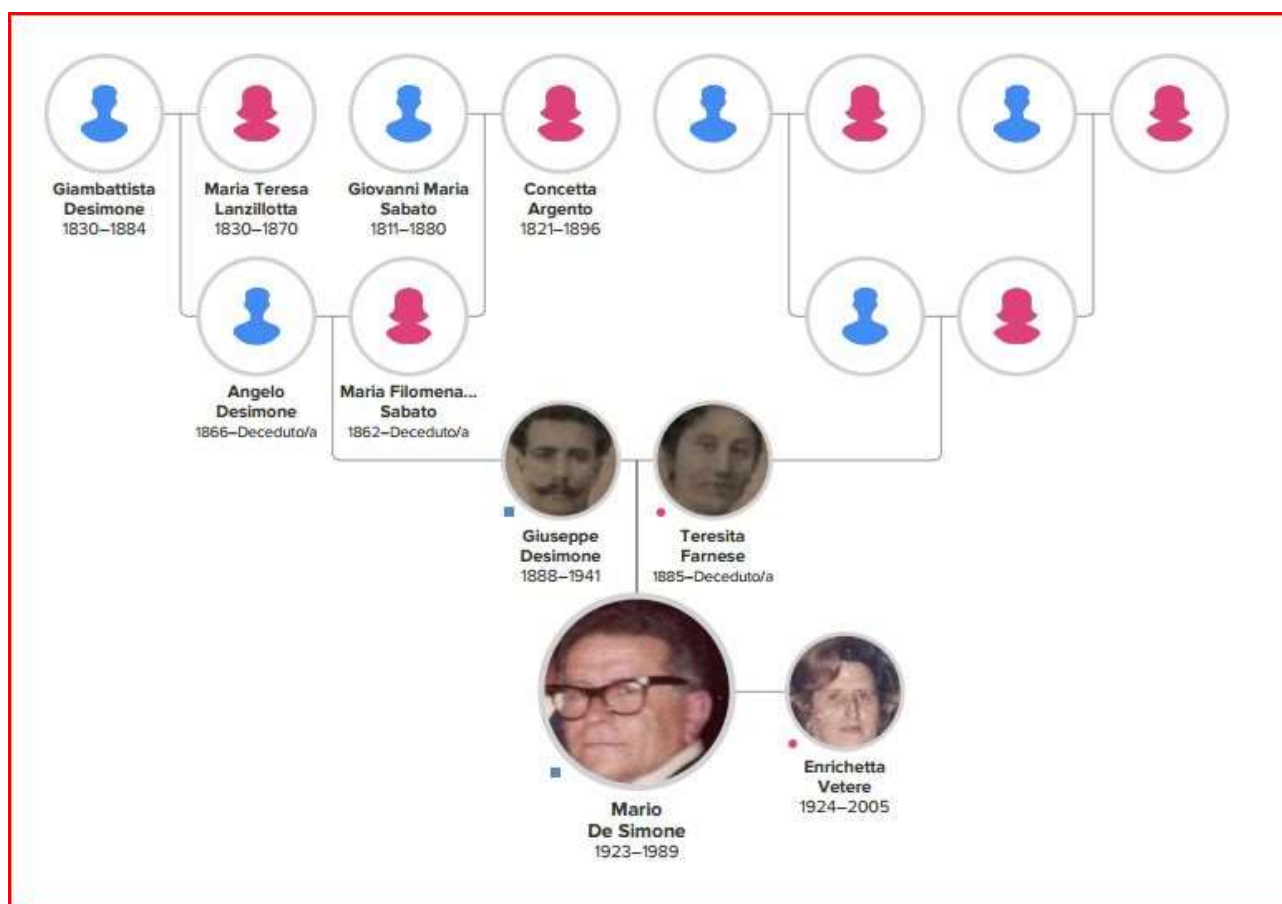 Giambattista
Desimone
1830–1884
Maria Teresa
Lanzillotta
1830–1870
Giovanni Maria
Sabato
1811–1880
Concetta
Argento
1821–1896
Angelo
Desimone
1866–Deceduto/a
Maria Filomena...
Sabato
1862–Deceduto/a
Giuseppe
Desimone
1888–1941
Teresita
Farnese
1885–Deceduto/a
Mario
De Simone
1923–1989
Enrichetta
Vetere
1924–2005